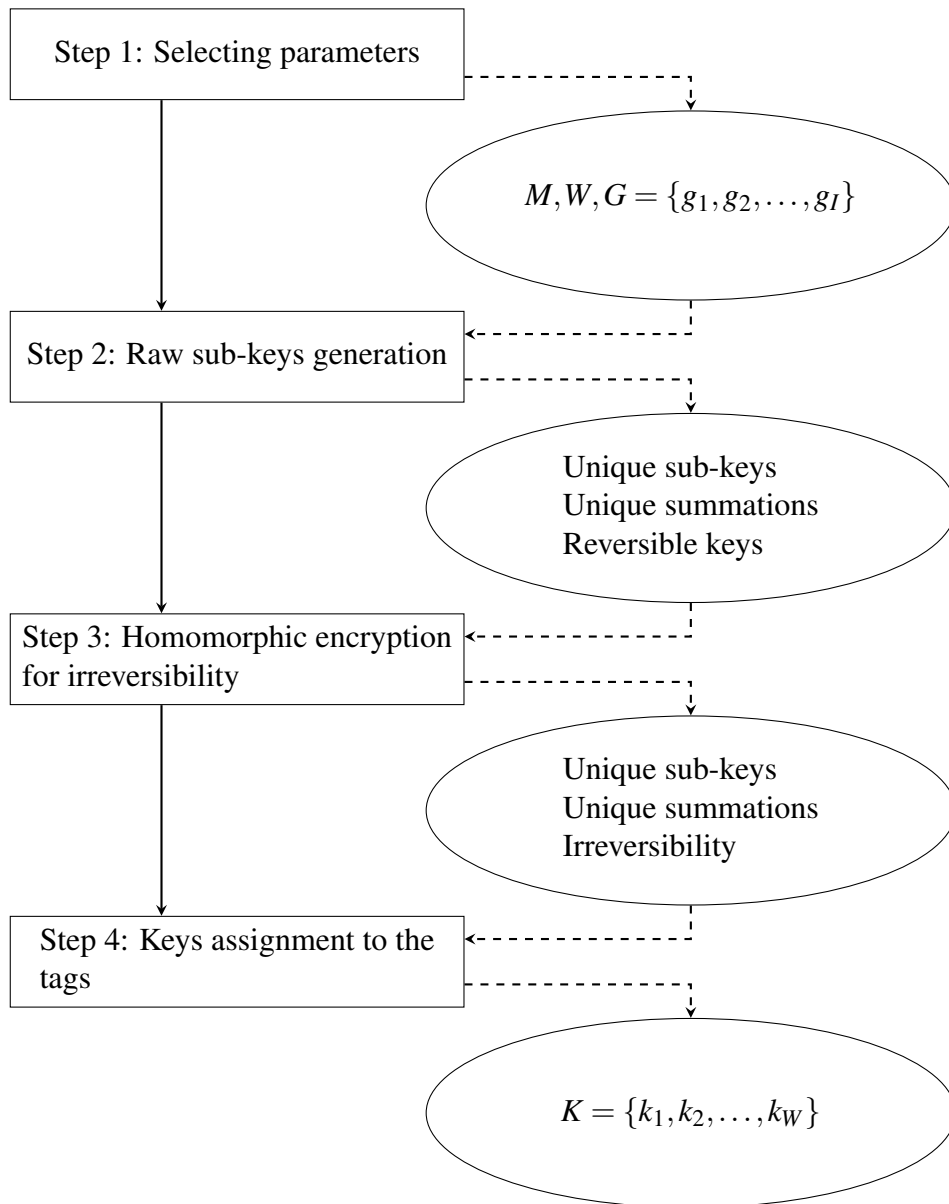 Step 1: Selecting parameters
M,W,G = {g₁,g₂,...,g_I}
Step 2: Raw sub-keys generation
Unique sub-keys
Unique summations
Reversible keys
Step 3: Homomorphic encryption
for irreversibility
Unique sub-keys
Unique summations
Irreversibility
Step 4: Keys assignment to the
tags
K = {k₁,k₂,...,k_W}